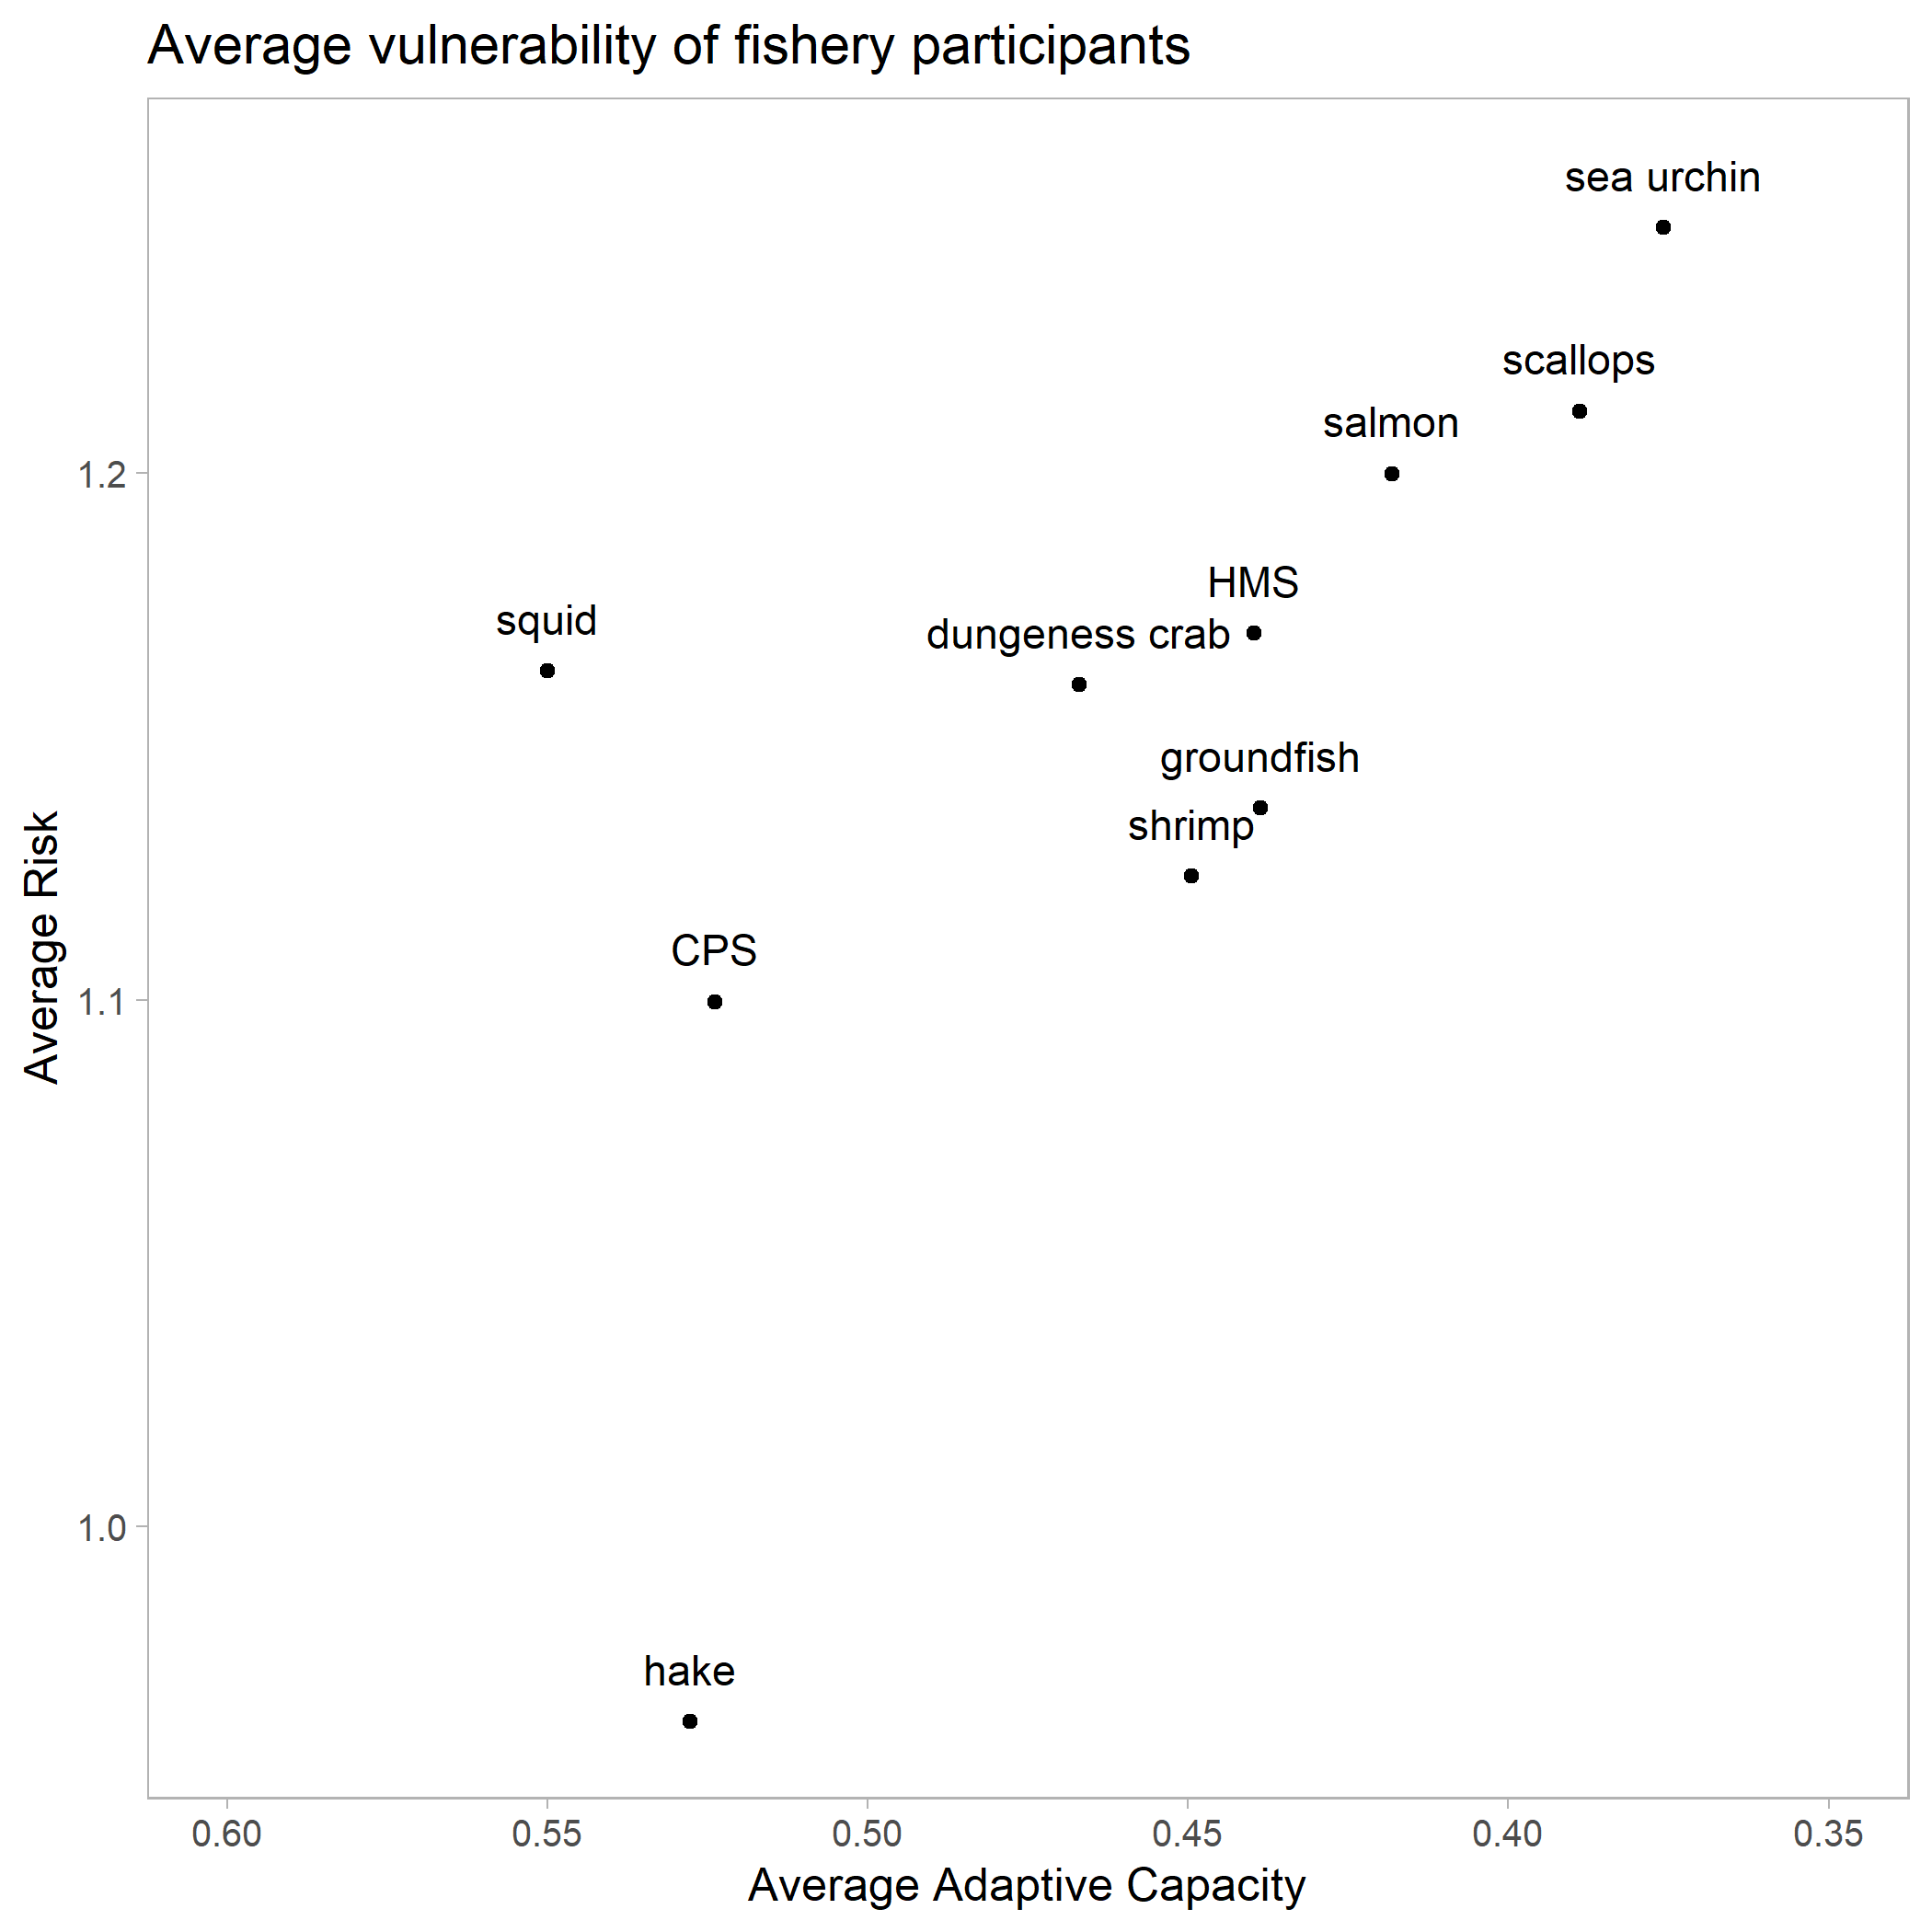 Average vulnerability of fishery participants
sea urchin
scallops
salmon
1.2
HMS
squid
dungeness crab
groundfish
shrimp
Average Risk
CPS
1.1
1.0
hake
0.60 0.55 0.50 0.45 0.40 0.35
Average Adaptive Capacity